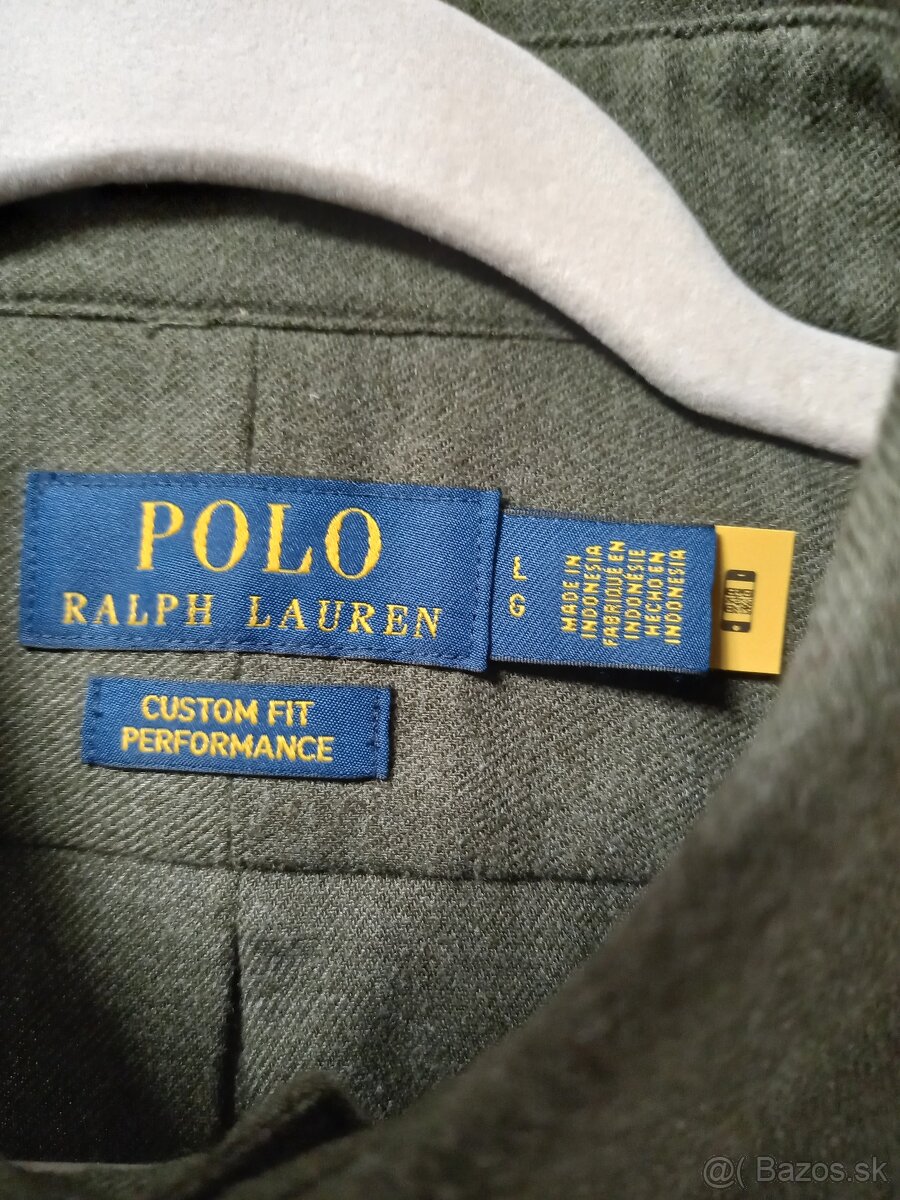 POLO
RALPH LAUREN
L
G
MADE IN
INDONESIA
FABRIQUÉ EN
INDONÉSIE
HECHO EN
INDONESIA
CUSTOM FIT
PERFORMANCE
@( Bazos.sk